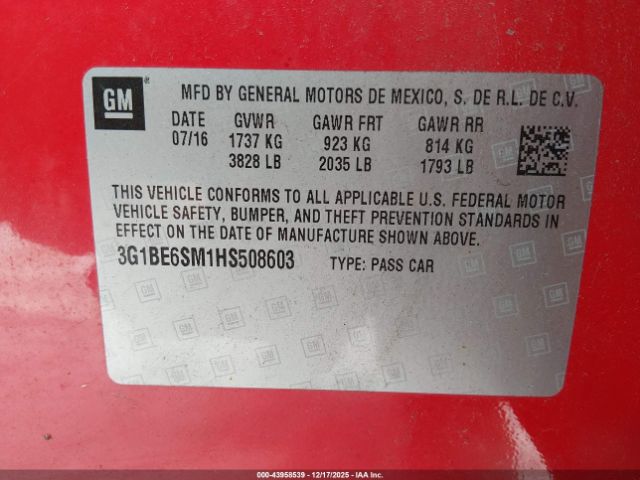 GM
MFD BY GENERAL MOTORS DE MEXICO, S. DE R.L. DE C.V.
DATE GVWR GAWR FRT GAWR RR
07/16 1737 KG 923 KG 814 KG
3828 LB 2035 LB 1793 LB
THIS VEHICLE CONFORMS TO ALL APPLICABLE U.S. FEDERAL MOTOR
VEHICLE SAFETY, BUMPER, AND THEFT PREVENTION STANDARDS IN
EFFECT ON THE DATE OF MANUFACTURE SHOWN ABOVE.
3G1BE6SM1HS508603 TYPE: PASS CAR
000-43958539 - 12/17/2025 - IAA Inc.